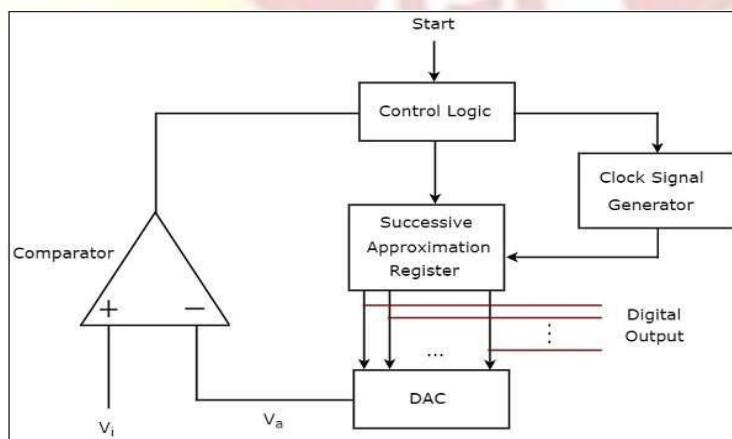 Start
Control Logic
Clock Signal
Generator
Successive
Approximation
Register
Comparator
+ −
Digital
Output
...
⋮
DAC
Va
Vi